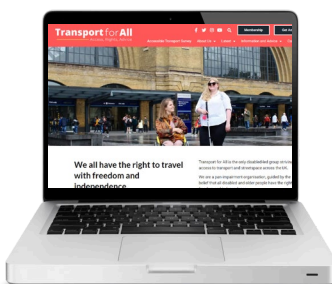 Transport for All
Access. Rights. Advice.
Membership
Accessible Transport Survey About Us Latest Information and Advice
We all have the right to travel
with freedom and
independence
Transport for All is the only disabled-led group
access to transport and streetspace across the UK.
We are a pan-impairment organisation, guided by the
belief that all disabled and older people have the right